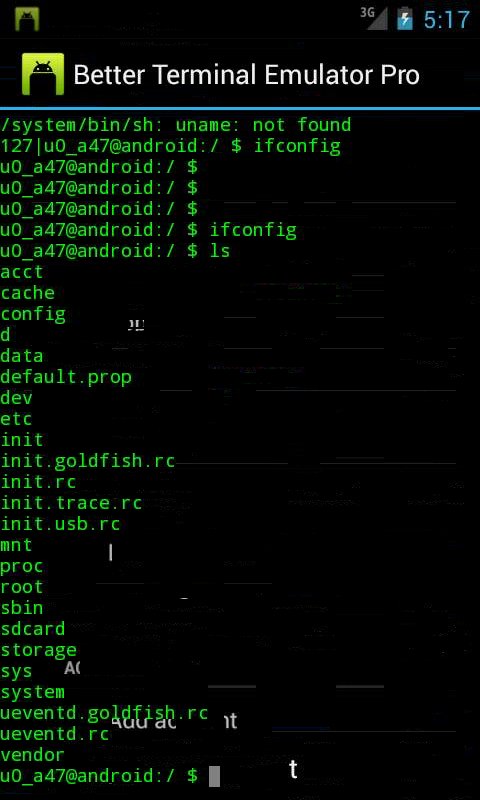 3G 5:17
Better Terminal Emulator Pro
/system/bin/sh: uname: not found
127|u0_a47@android:/ $ ifconfig
u0_a47@android:/ $
u0_a47@android:/ $
u0_a47@android:/ $
u0_a47@android:/ $ ifconfig
u0_a47@android:/ $ ls
acct
cache
config
d
data
default.prop
dev
etc
init
init.goldfish.rc
init.rc
init.trace.rc
init.usb.rc
mnt
proc
root
sbin
sdcard
storage
sys
system
ueventd.goldfish.rc
ueventd.rc
vendor
u0_a47@android:/ $